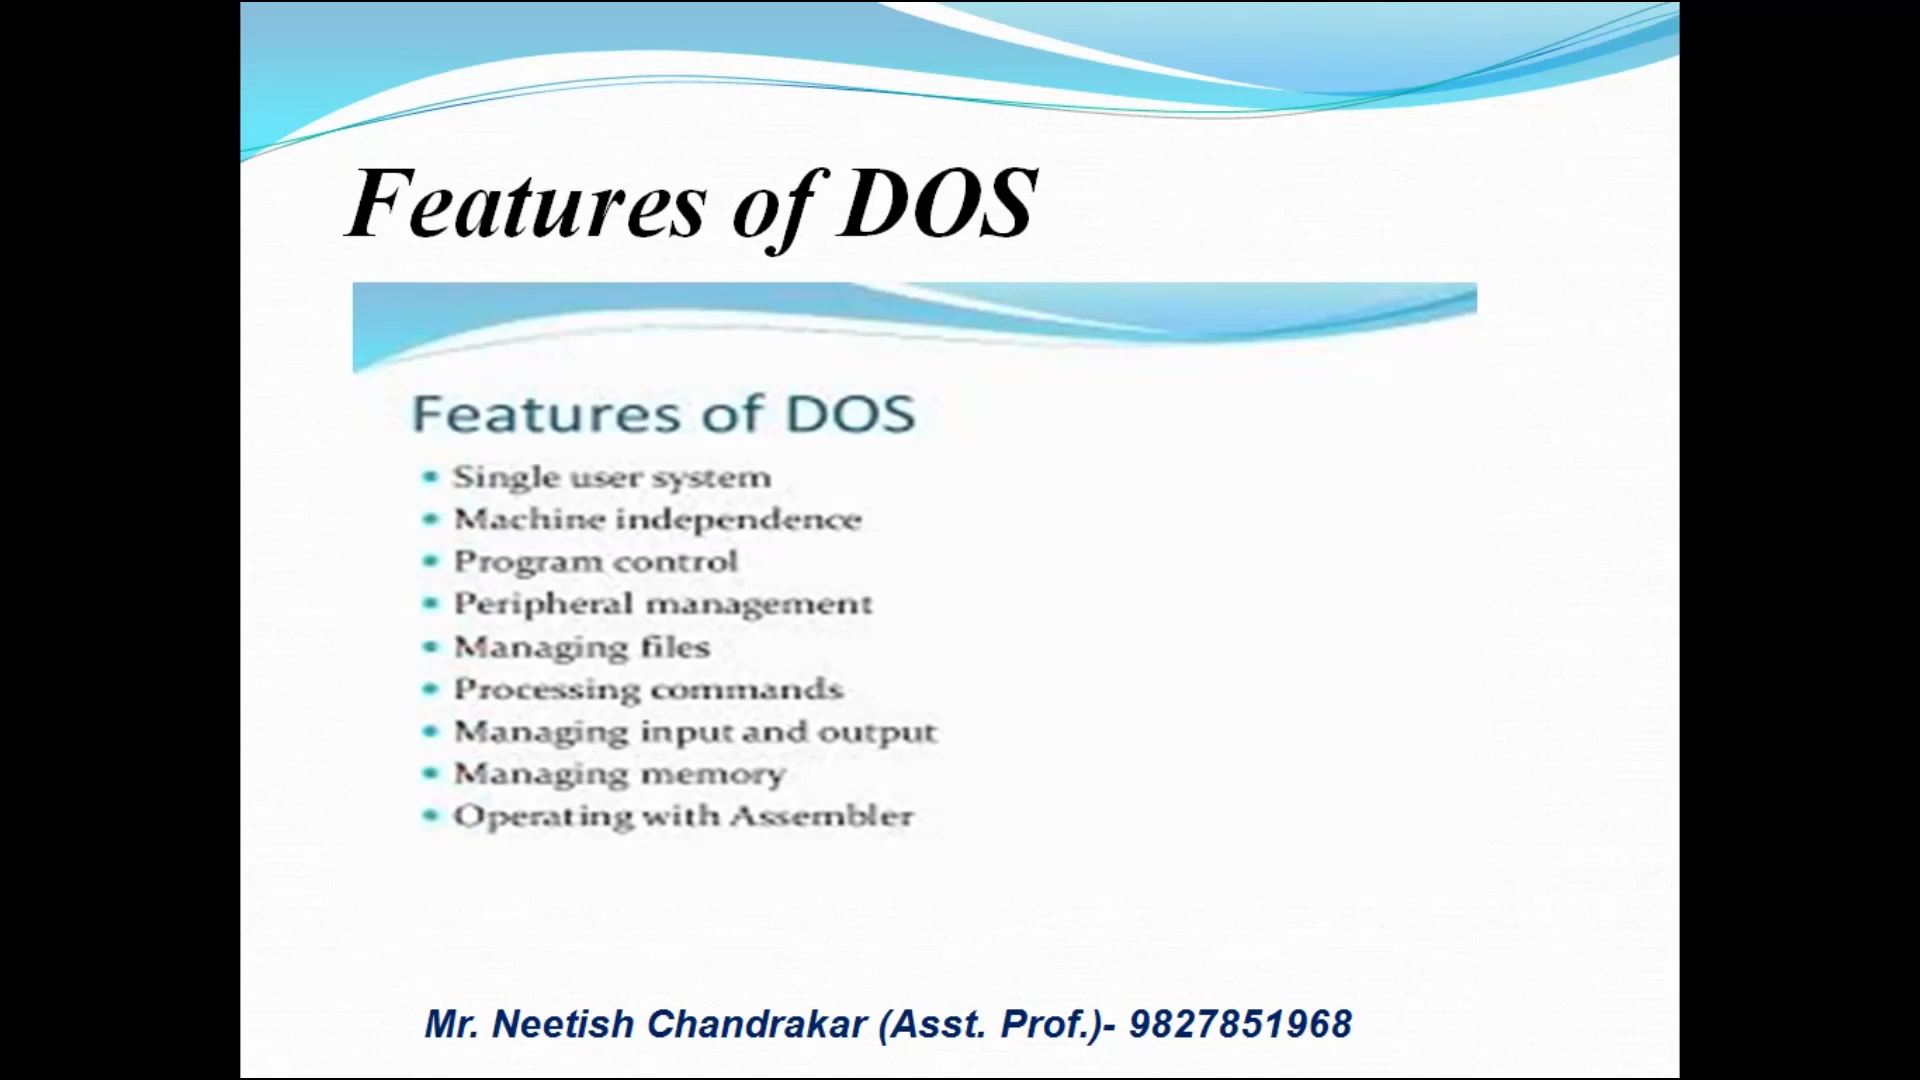 Features of DOS
Features of DOS
• Single user system
• Machine independence
• Program control
• Peripheral management
• Managing files
• Processing commands
• Managing input and output
• Managing memory
• Operating with Assembler
Mr. Neetish Chandrakar (Asst. Prof.)- 9827851968